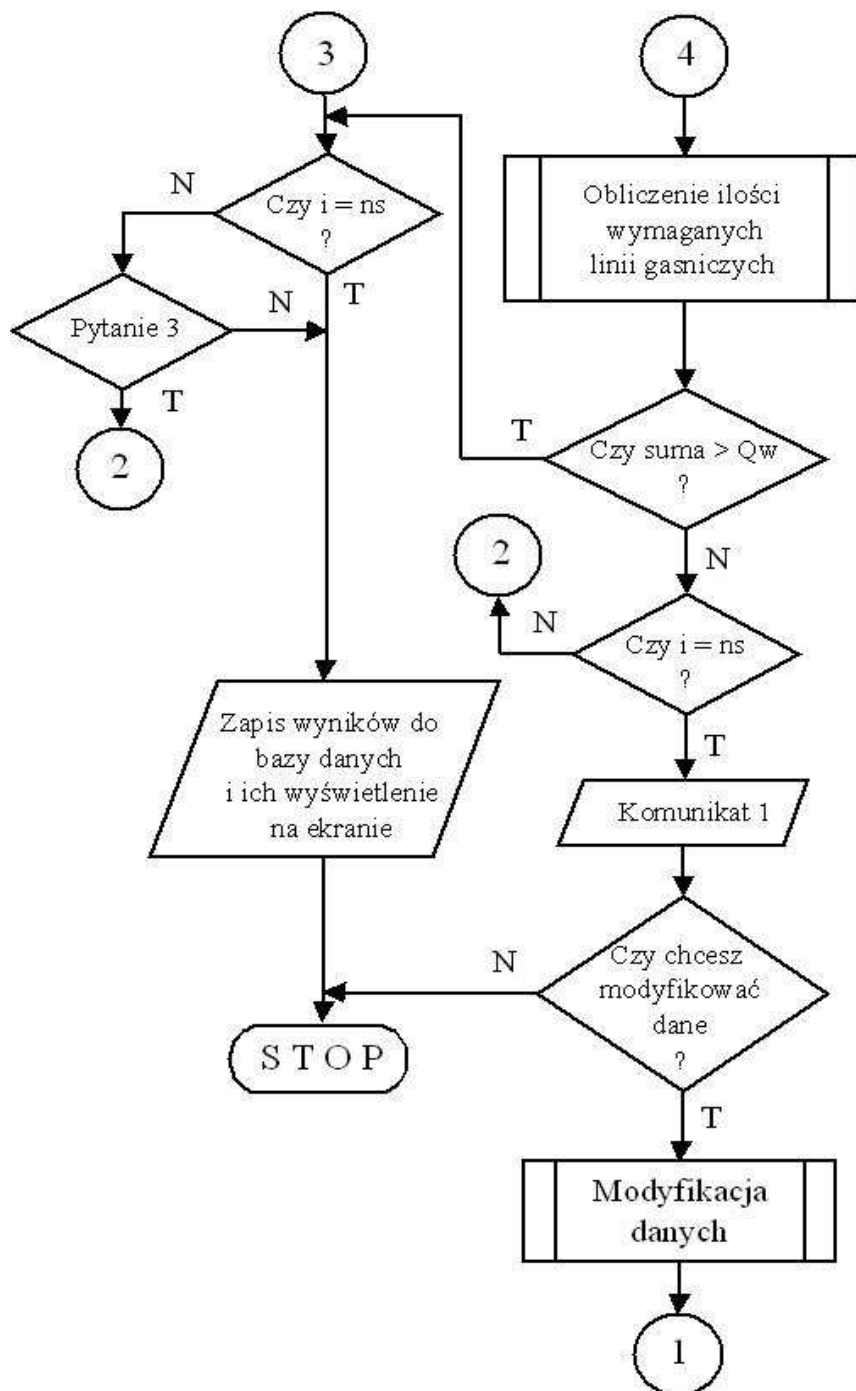 3
4
N
Czy i = ns
?
T
Obliczenie ilości
wymaganych
linii gasniczych
Pytanie 3
N
T
2
T
Czy suma > Qw
?
N
2
N
Czy i = ns
?
T
Zapis wyników do
bazy danych
i ich wyświetlenie
na ekranie
Komunikat 1
N
Czy chcesz
modyfikować
dane
?
T
S T O P
Modyfikacja
danych
1